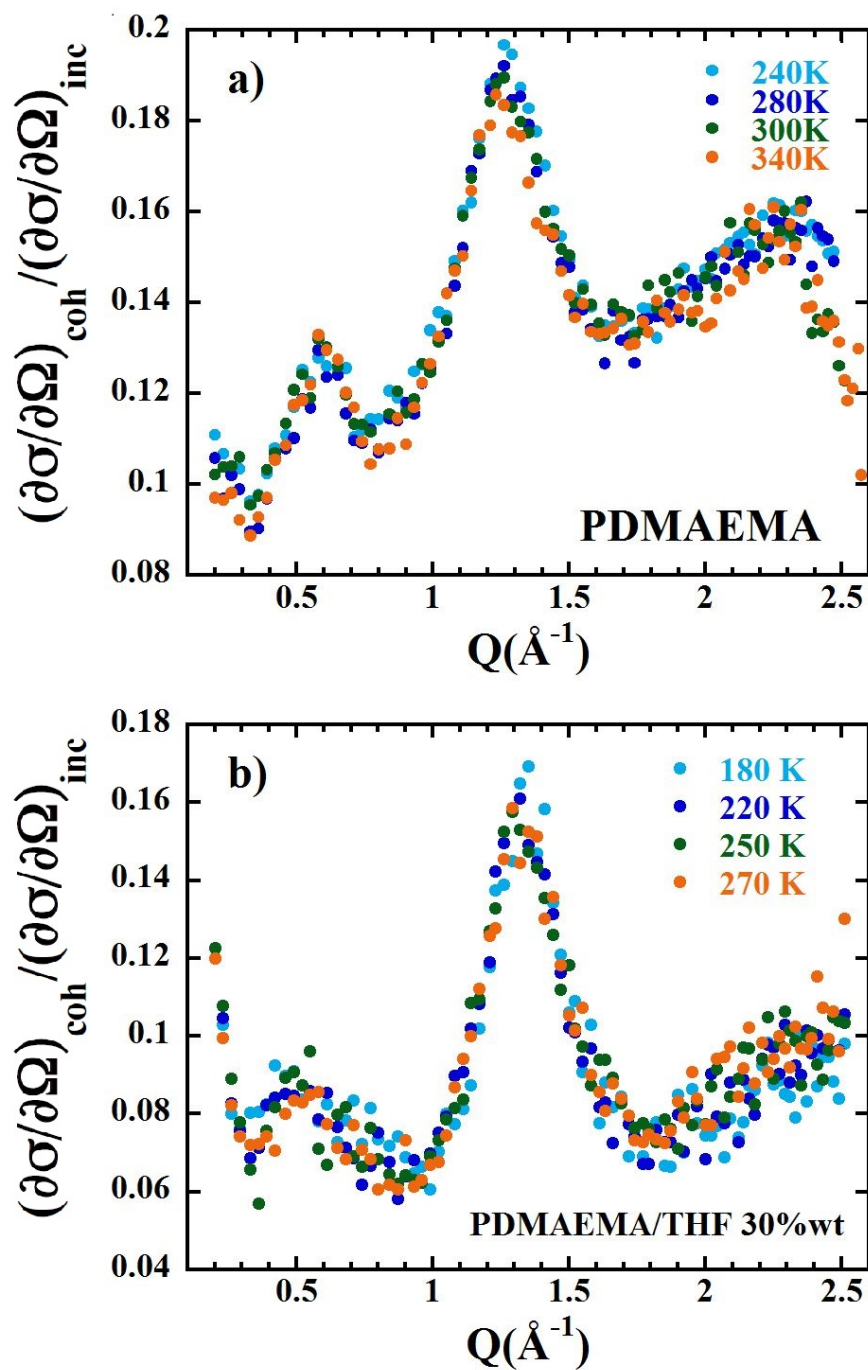 0.2
a)
240K
280K
300K
340K
0.18
0.16
0.14
0.12
0.1
0.08
(∂σ/∂Ω)coh/(∂σ/∂Ω)inc
PDMAEMA
0.5 1 1.5 2 2.5
Q(Å⁻¹)
0.18
b)
180 K
220 K
250 K
270 K
0.16
0.14
0.12
0.1
0.08
0.06
0.04
(∂σ/∂Ω)coh/(∂σ/∂Ω)inc
PDMAEMA/THF 30%wt
0.5 1 1.5 2 2.5
Q(Å⁻¹)